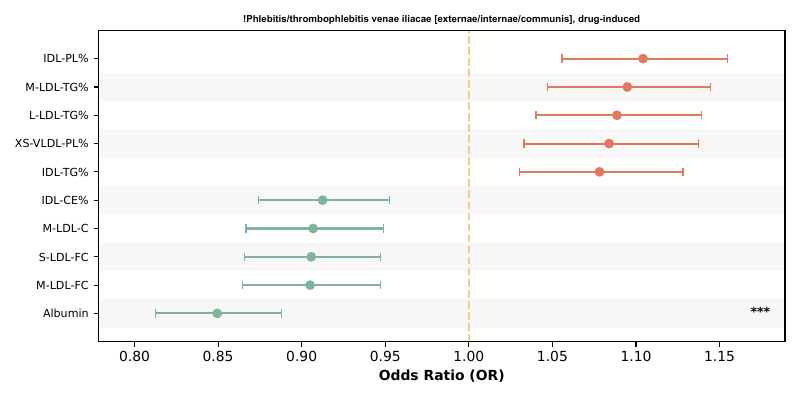 !Phlebitis/thrombophlebitis venae iliacae [externae/internae/communis], drug-induced
IDL-PL%
M-LDL-TG%
L-LDL-TG%
XS-VLDL-PL%
IDL-TG%
IDL-CE%
M-LDL-C
S-LDL-FC
M-LDL-FC
Albumin
***
0.80 0.85 0.90 0.95 1.00 1.05 1.10 1.15
Odds Ratio (OR)